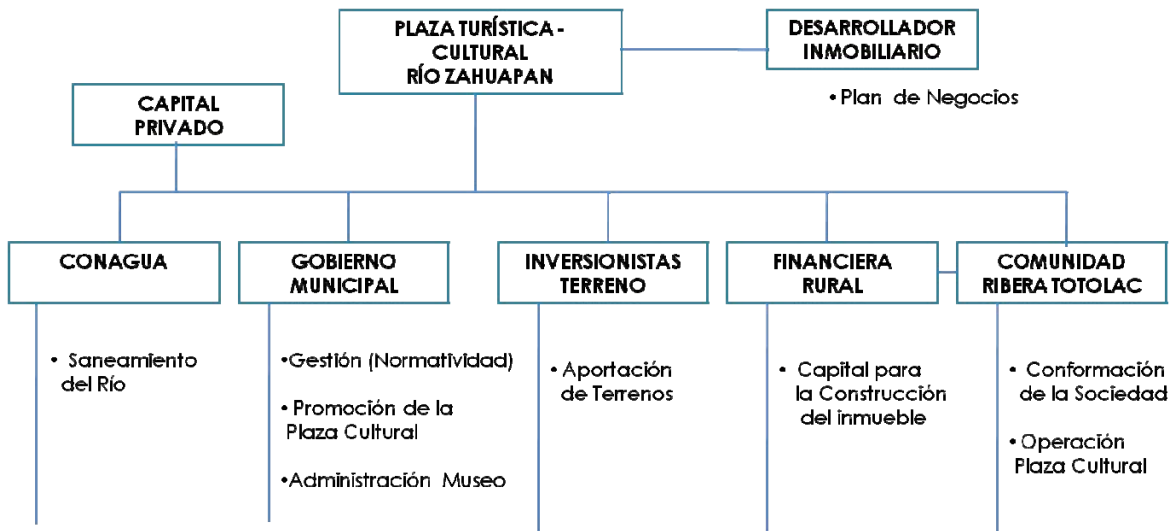 PLAZA TURÍSTICA -
CULTURAL
RÍO ZAHUAPAN
DESARROLLADOR
INMOBILIARIO
• Plan de Negocios
CAPITAL
PRIVADO
CONAGUA
• Saneamiento
del Río
GOBIERNO
MUNICIPAL
•Gestión (Normatividad)
• Promoción de la
Plaza Cultural
•Administración Museo
INVERSIONISTAS
TERRENO
• Aportación
de Terrenos
FINANCIERA
RURAL
• Capital para
la Construcción
del inmueble
COMUNIDAD
RIBERA TOTOLAC
• Conformación
de la Sociedad
• Operación
Plaza Cultural